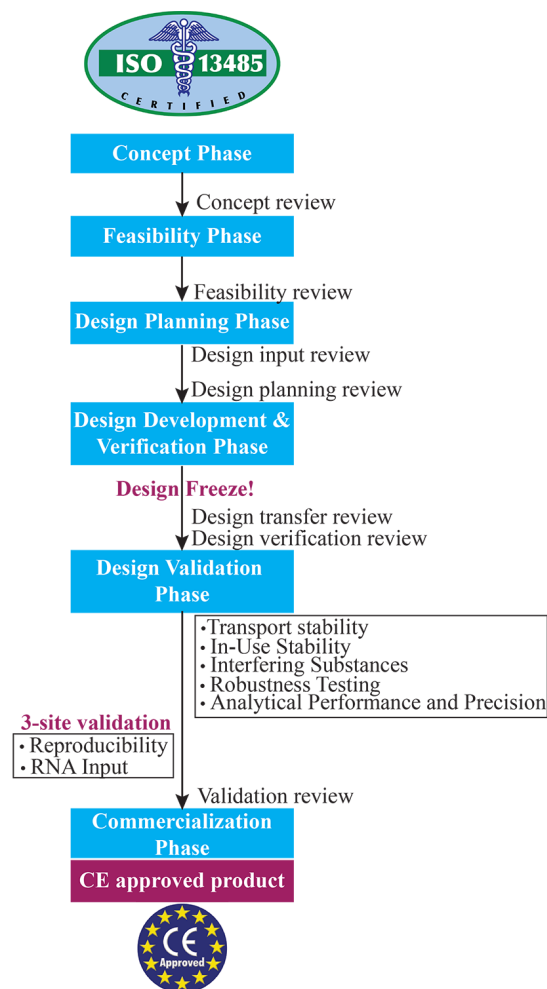 ISO 13485
CERTIFIED
Concept Phase
Concept review
Feasibility Phase
Feasibility review
Design Planning Phase
Design input review
Design planning review
Design Development &
Verification Phase
Design Freeze!
Design transfer review
Design verification review
Design Validation
Phase
•Transport stability
•In-Use Stability
•Interfering Substances
•Robustness Testing
•Analytical Performance and Precision
3-site validation
• Reproducibility
• RNA Input
Validation review
Commercialization
Phase
CE approved product
CE
Approved